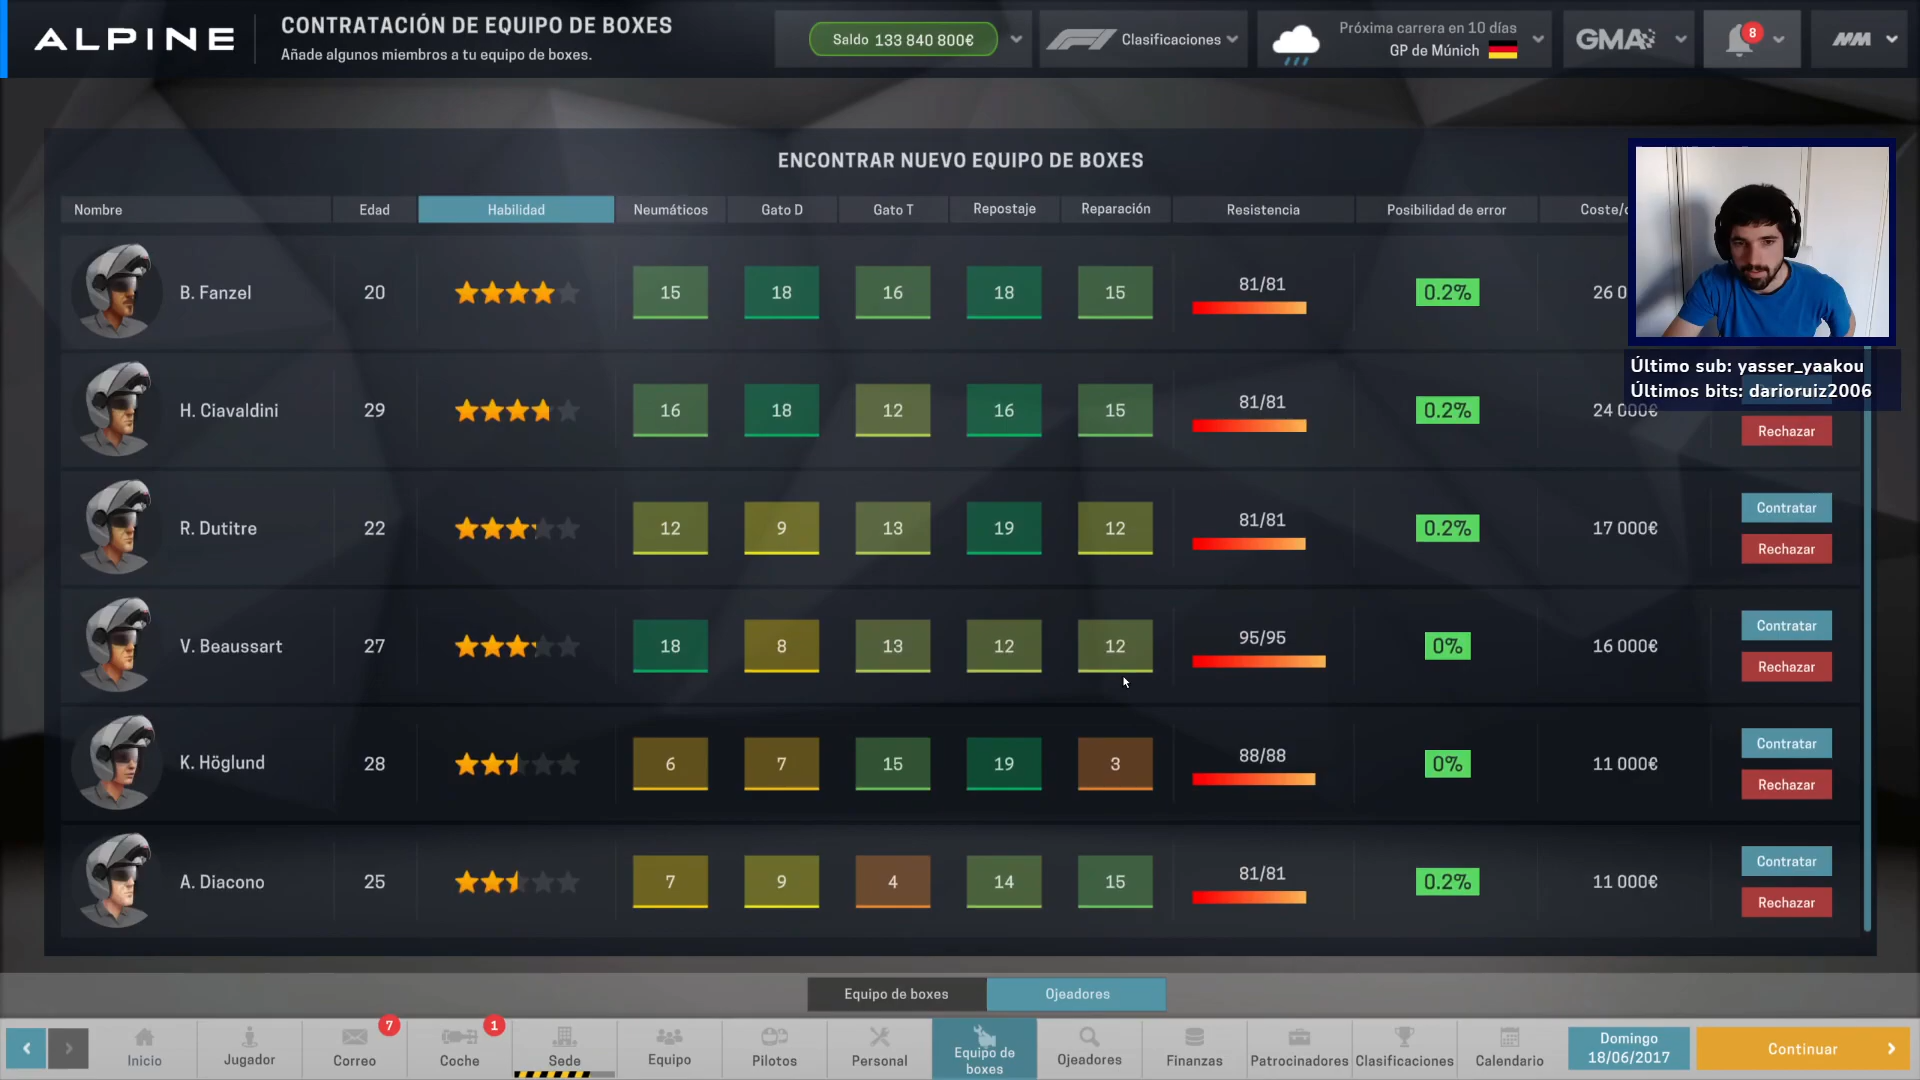 ALPINE
CONTRATACIÓN DE EQUIPO DE BOXES
Añade algunos miembros a tu equipo de boxes.
Saldo 133 840 800€
Clasificaciones
Próxima carrera en 10 días
GP de Múnich
GMA
8
ENCONTRAR NUEVO EQUIPO DE BOXES
Nombre Edad Habilidad Neumáticos Gato D Gato T Repostaje Reparación Resistencia Posibilidad de error
B. Fanzel 20 15 18 16 18 15 81/81 0.2%
H. Ciavaldini 29 16 18 12 16 15 81/81 0.2% 24 000€
Último sub: yasser_yaakou
Últimos bits: darioruiz2006
Rechazar
R. Dutitre 22 12 9 13 19 12 81/81 0.2% 17 000€
Contratar
Rechazar
V. Beaussart 27 18 8 13 12 12 95/95 0% 16 000€
Contratar
Rechazar
K. Höglund 28 6 7 15 19 3 88/88 0% 11 000€
Contratar
Rechazar
A. Diacono 25 7 9 4 14 15 81/81 0.2% 11 000€
Contratar
Rechazar
Equipo de boxes Ojeadores
Inicio
Jugador
7
Correo
1
Coche
Sede
Equipo
Pilotos
Personal
Equipo de
boxes
Ojeadores
Finanzas
Patrocinadores
Clasificaciones
Calendario
Domingo
18/06/2017
Continuar